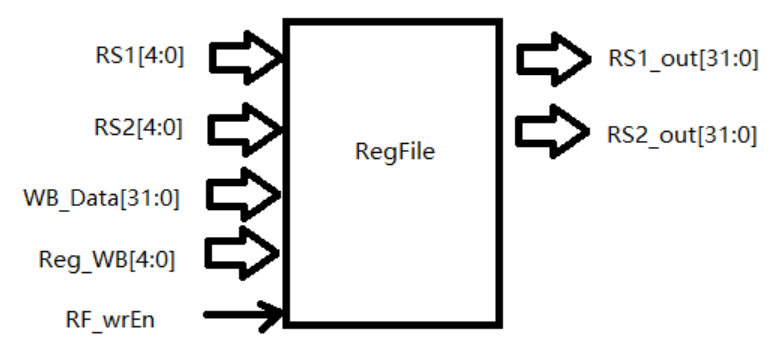 RS1[4:0]
RS2[4:0]
WB_Data[31:0]
Reg_WB[4:0]
RF_wrEn
RegFile
RS1_out[31:0]
RS2_out[31:0]